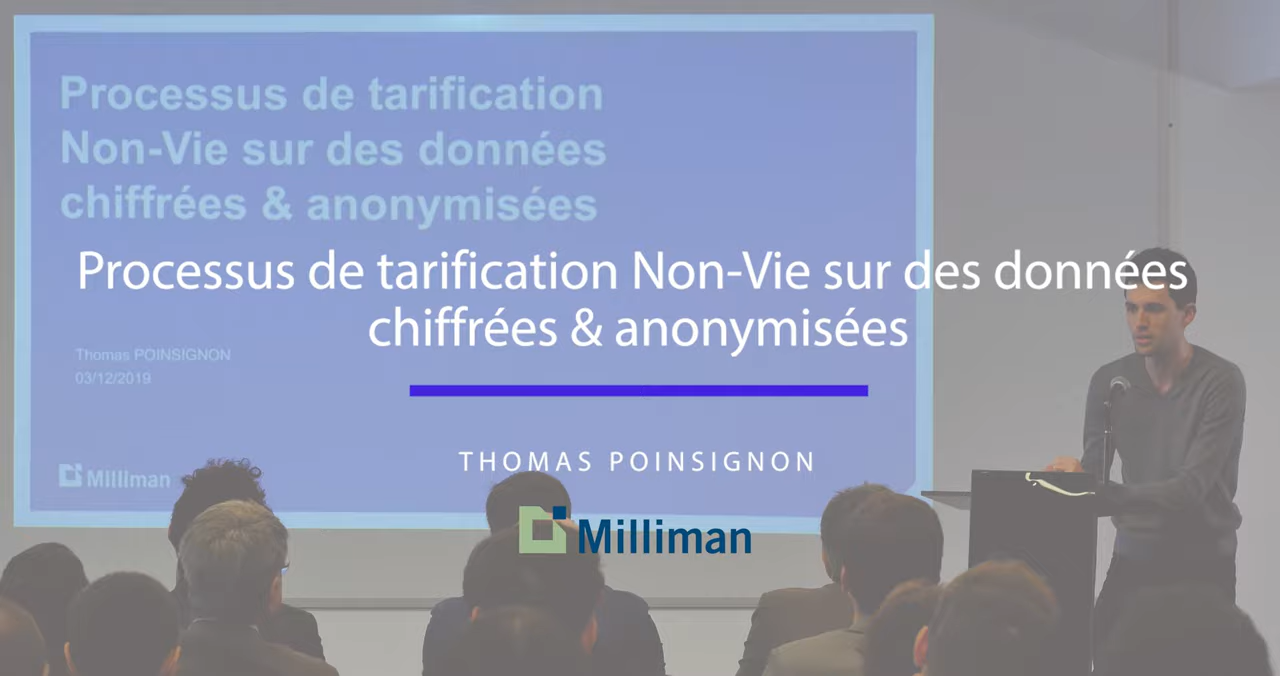 Processus de tarification
Non-Vie sur des données
chiffrées & anonymisées
Processus de tarification Non-Vie sur des données
chiffrées & anonymisées
Thomas POINSIGNON
03/12/2019
THOMAS POINSIGNON
Milliman
Milliman